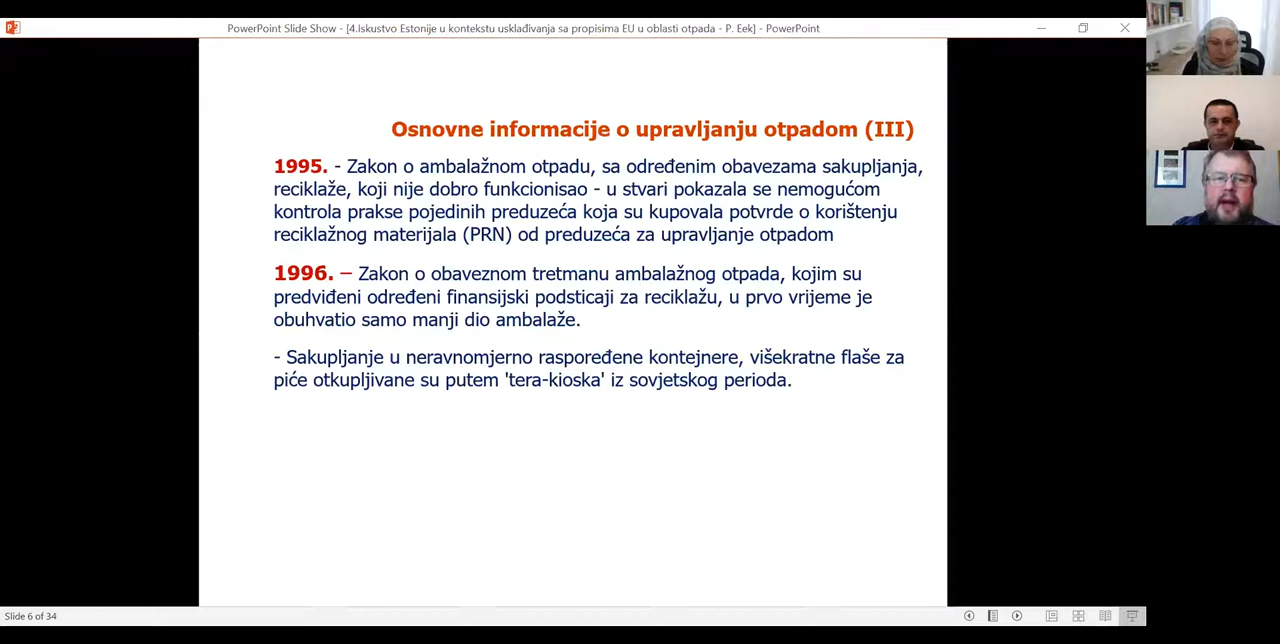 PowerPoint Slide Show - [4.Iskustvo Estonije u kontekstu usklađivanja sa propisima EU u oblasti otpada - P. Eek] - PowerPoint
Osnovne informacije o upravljanju otpadom (III)
1995. - Zakon o ambalažnom otpadu, sa određenim obavezama sakupljanja,
reciklaže, koji nije dobro funkcionisao - u stvari pokazala se nemogućom
kontrola prakse pojedinih preduzeća koja su kupovala potvrde o korištenju
reciklažnog materijala (PRN) od preduzeća za upravljanje otpadom
1996. – Zakon o obaveznom tretmanu ambalažnog otpada, kojim su
predviđeni određeni finansijski podsticaji za reciklažu, u prvo vrijeme je
obuhvatio samo manji dio ambalaže.
- Sakupljanje u neravnomjerno raspoređene kontejnere, višekratne flaše za
piće otkupljivane su putem 'tera-kioska' iz sovjetskog perioda.
Slide 6 of 34